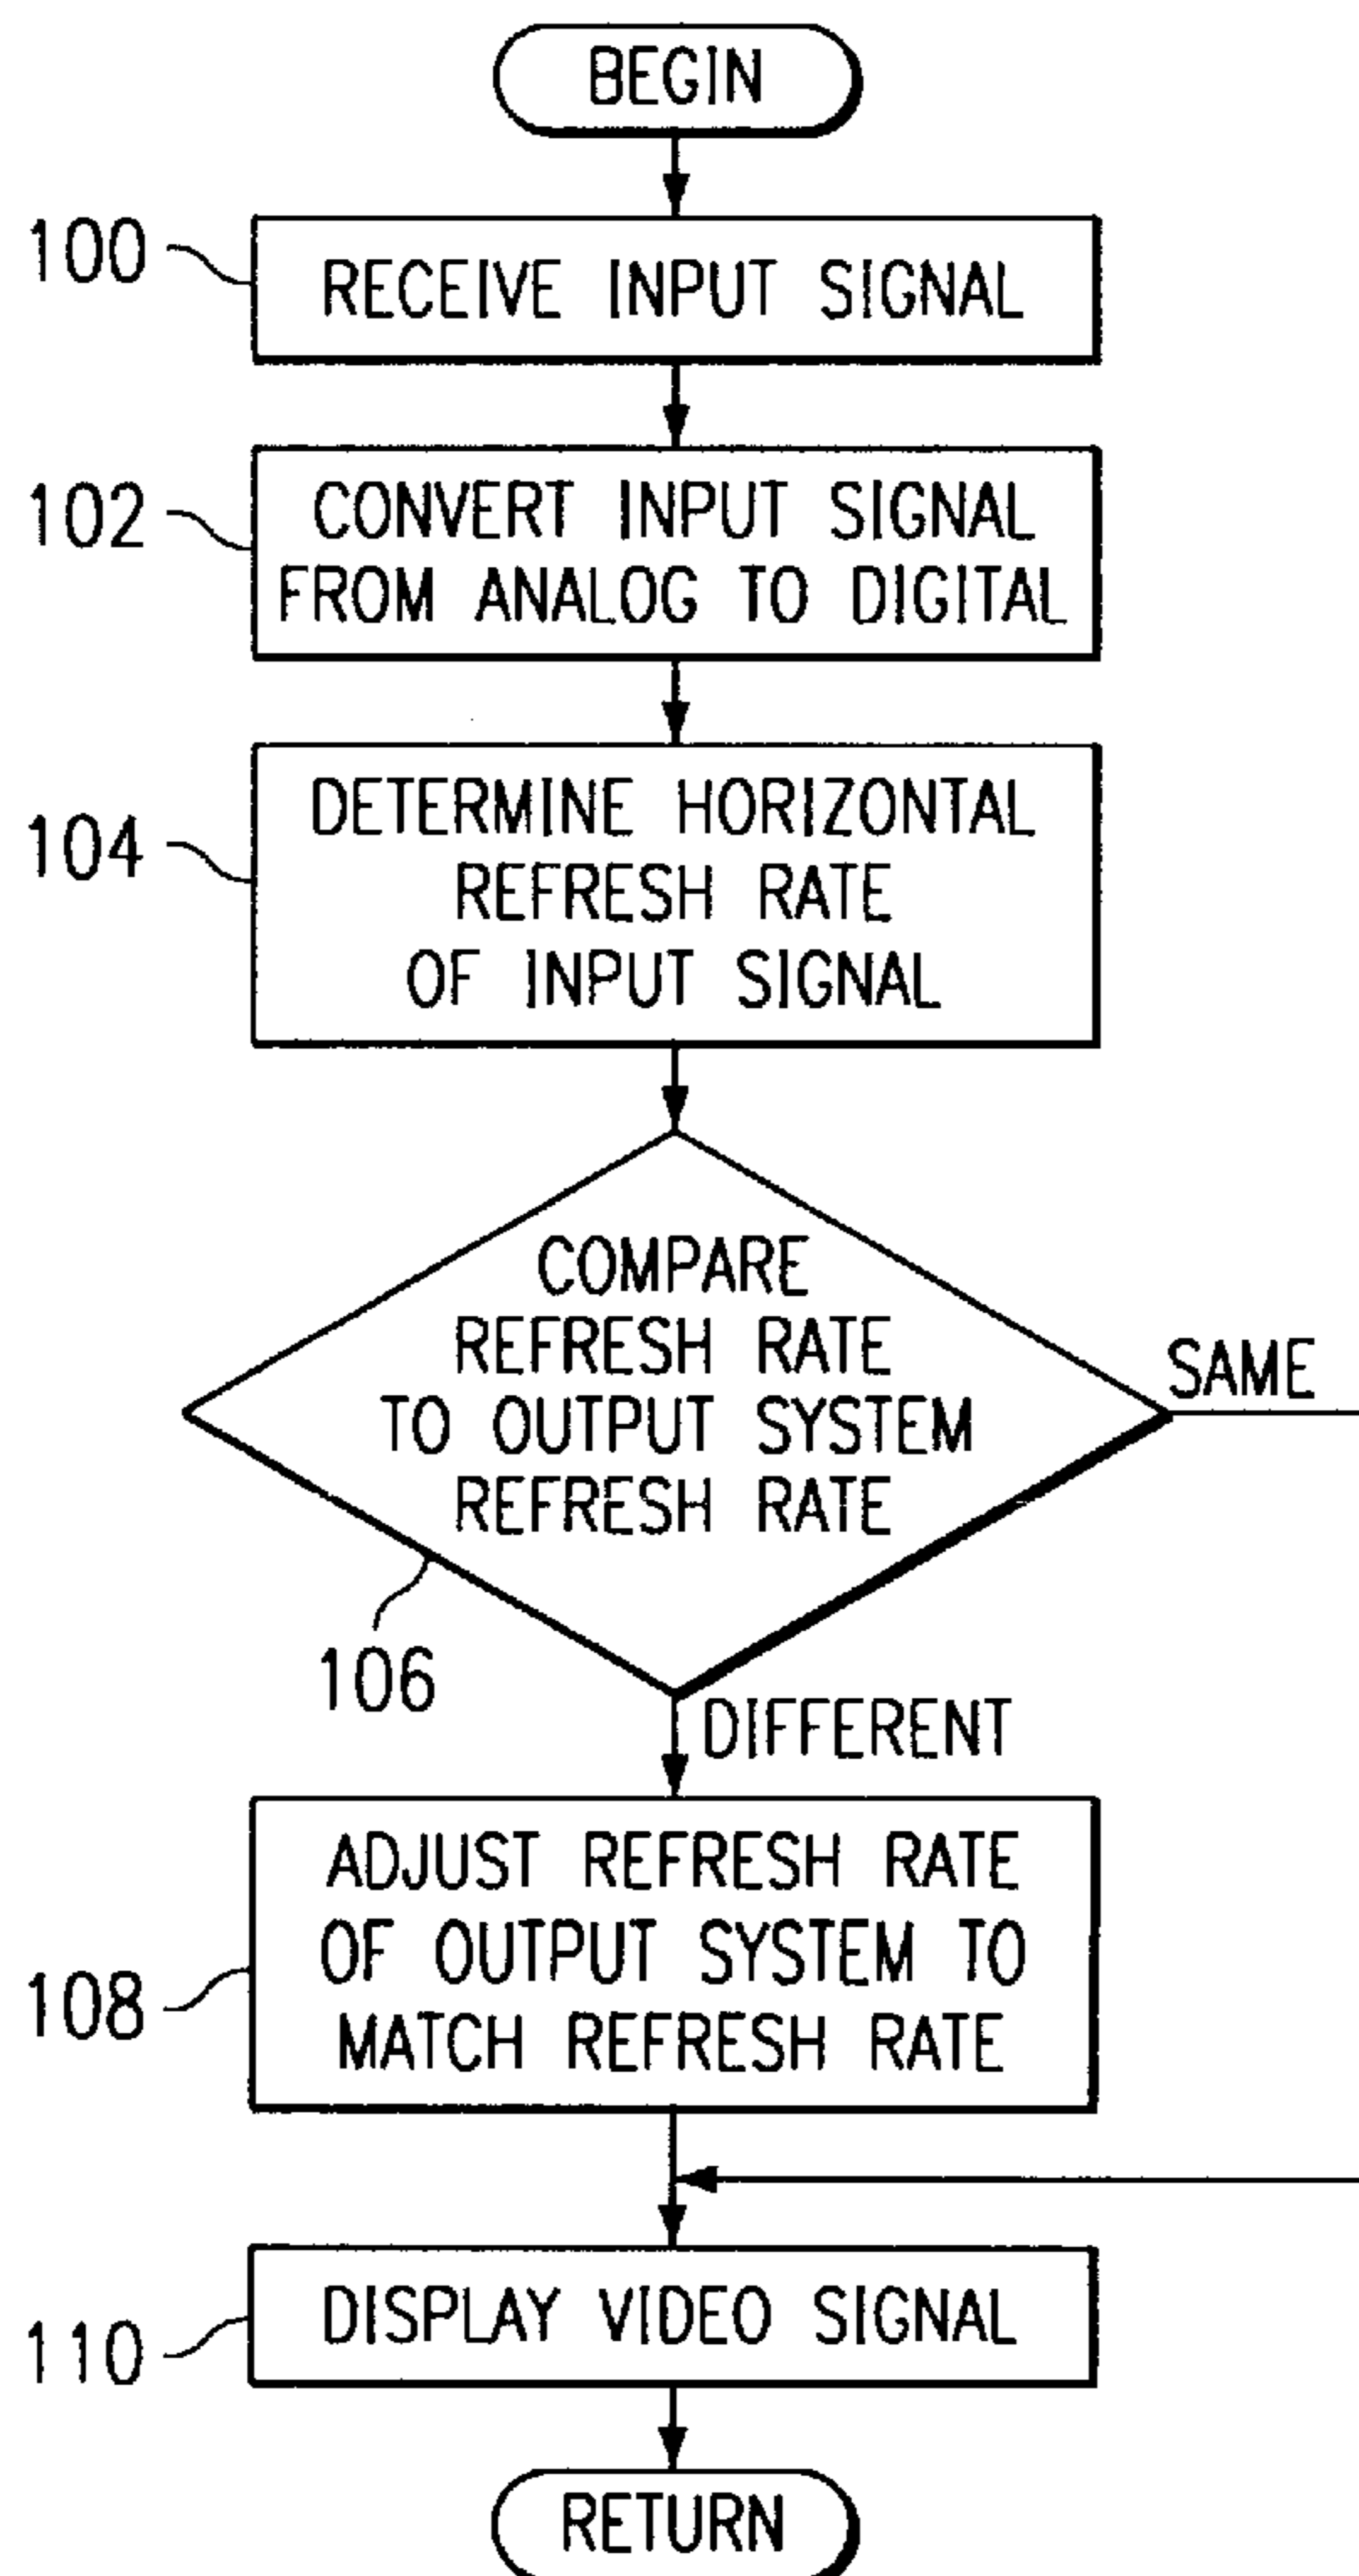 BEGIN
100
RECEIVE INPUT SIGNAL
102
CONVERT INPUT SIGNAL
FROM ANALOG TO DIGITAL
104
DETERMINE HORIZONTAL
REFRESH RATE
OF INPUT SIGNAL
COMPARE
REFRESH RATE
TO OUTPUT SYSTEM
REFRESH RATE
SAME
106
DIFFERENT
108
ADJUST REFRESH RATE
OF OUTPUT SYSTEM TO
MATCH REFRESH RATE
110
DISPLAY VIDEO SIGNAL
RETURN